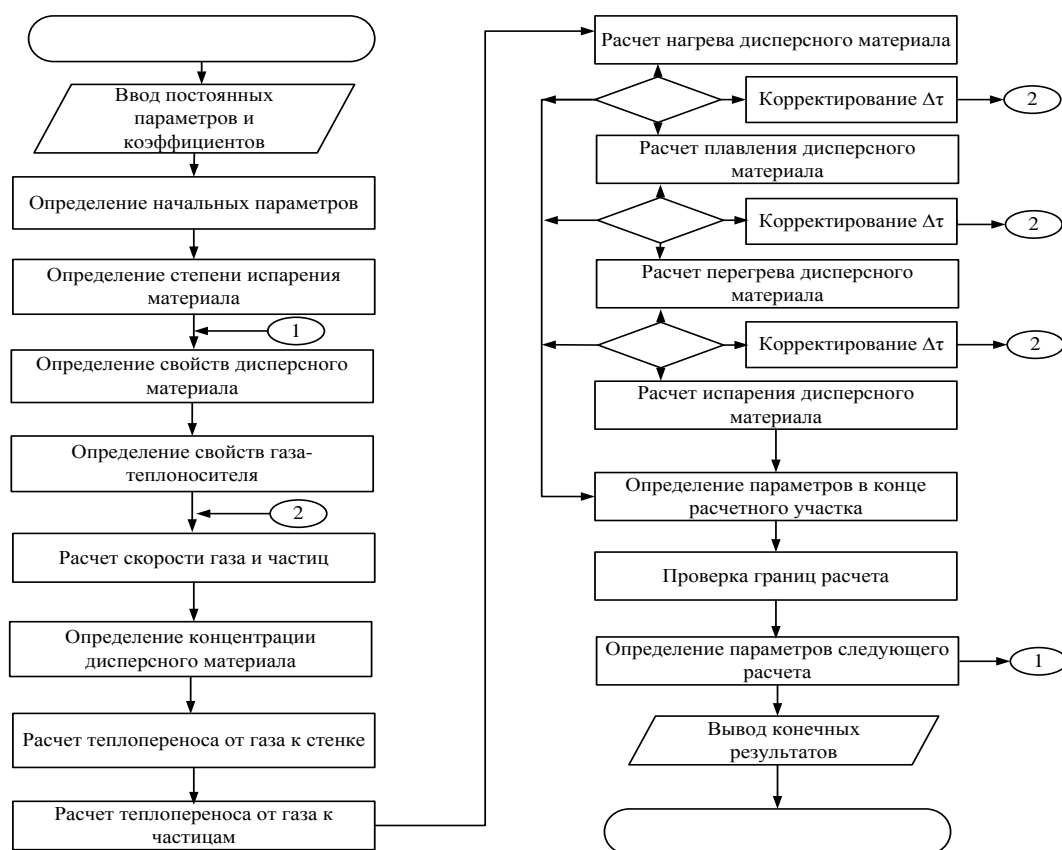 Ввод постоянных
параметров и
коэффициентов
Определение начальных параметров
Определение степени испарения
материала
1
Определение свойств дисперсного
материала
Определение свойств газа-
теплоносителя
2
Расчет скорости газа и частиц
Определение концентрации
дисперсного материала
Расчет теплопереноса от газа к стенке
Расчет теплопереноса от газа к
частицам
Расчет нагрева дисперсного материала
Корректирование Δτ
2
Расчет плавления дисперсного
материала
Корректирование Δτ
2
Расчет перегрева дисперсного
материала
Корректирование Δτ
2
Расчет испарения дисперсного
материала
Определение параметров в конце
расчетного участка
Проверка границ расчета
Определение параметров следующего
расчета
1
Вывод конечных
результатов